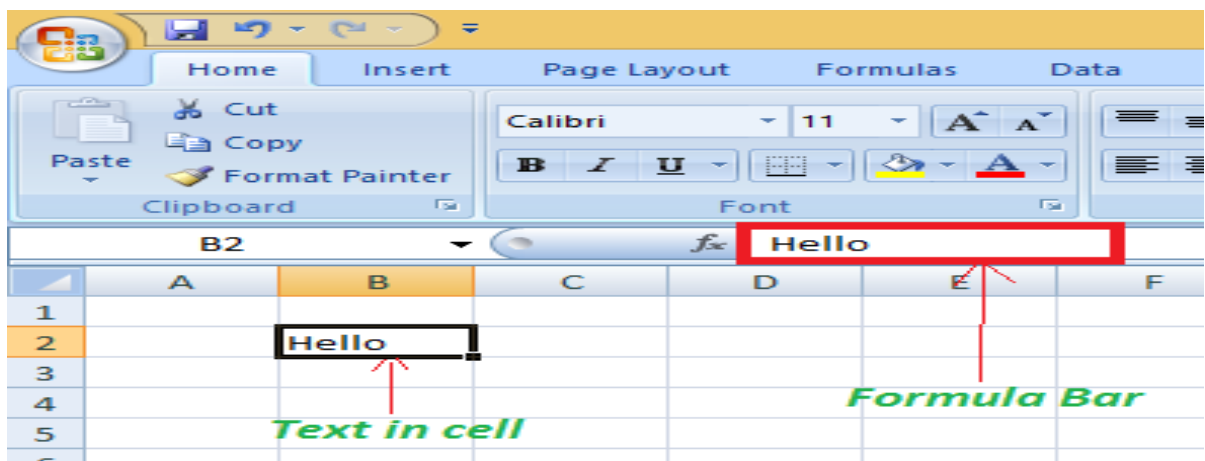 Home Insert Page Layout Formulas Data
Cut
Calibri 11 A A
Copy
Paste
Format Painter
B I U A
Clipboard Font
B2 fx Hello
A B C D E F
1
2 Hello
3
4 Formula Bar
5 Text in cell